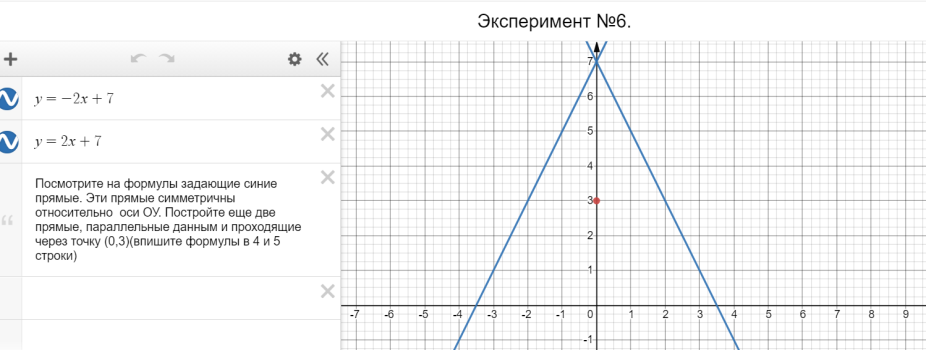 Эксперимент №6.
y = −2x + 7
y = 2x + 7
Посмотрите на формулы задающие синие
прямые. Эти прямые симметричны
относительно оси ОУ. Постройте еще две
прямые, параллельные данным и проходящие
через точку (0,3)(впишите формулы в 4 и 5
строки)
7
6
5
4
3
2
1
-7 -6 -5 -4 -3 -2 -1 0 1 2 3 4 5 6 7 8 9
-1